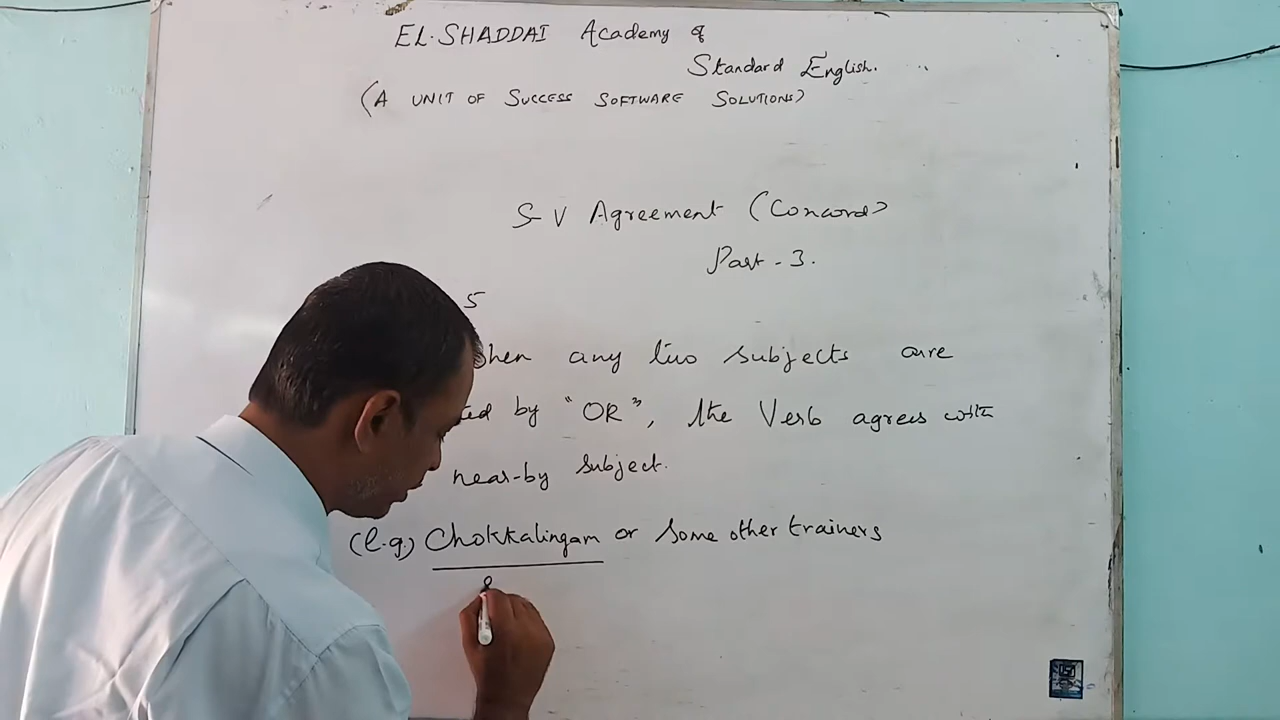 EL.SHADDAI Academy of
Standard English.
(A UNIT OF SUCCESS SOFTWARE SOLUTIONS)
S-V Agreement (Concord)
Part - 3.
5
hen any two subjects are
ted by "OR", the Verb agrees with
near-by subject.
(e.g) Chokkalingam or some other trainers